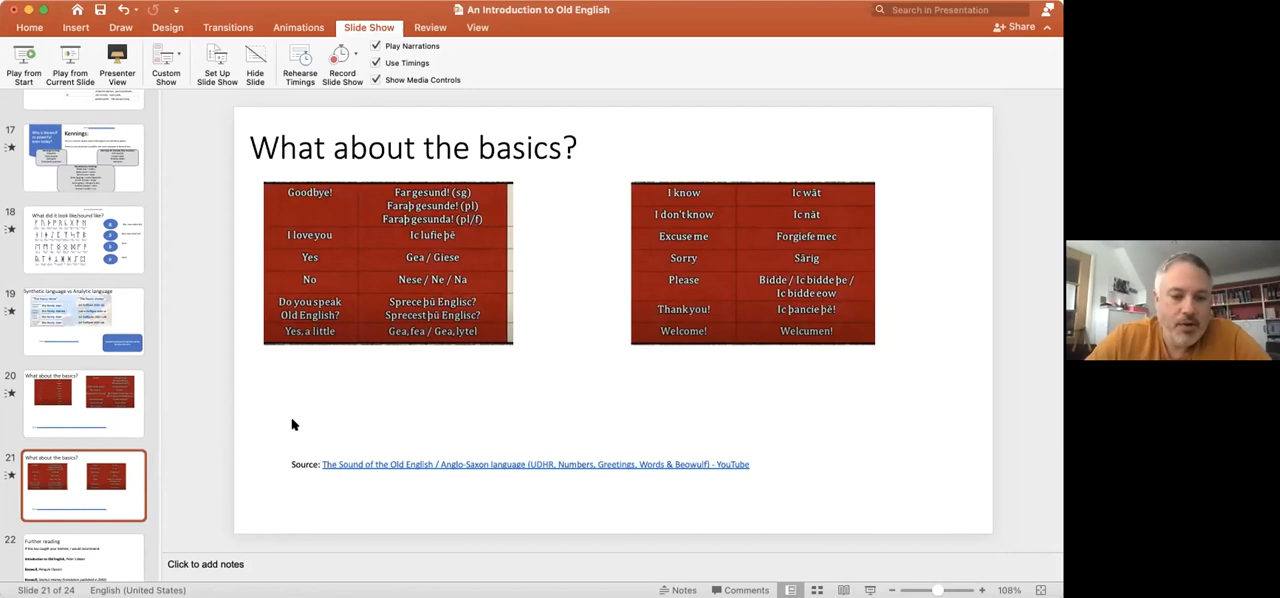 An Introduction to Old English
Search in Presentation
Home Insert Draw Design Transitions Animations Slide Show Review View
Share
Play from Start
Play from Current Slide
Presenter View
Custom Show
Set Up Slide Show
Hide Slide
Rehearse Timings
Record Slide Show
Play Narrations
Use Timings
Show Media Controls
17
Kennings:
18
What did it look like/sound like?
19
Synthetic language vs Analytic language
20
What about the basics?
21
What about the basics?
22
Further reading
What about the basics?
Goodbye! Far gesund! (sg)
Faraþ gesunde! (pl)
Faraþ gesunda! (pl/f)
I love you Ic lufie þē
Yes Gea / Giese
No Nese / Ne / Na
Do you speak Sprece þū Englisc?
Old English? Sprecest þū Englisc?
Yes, a little Gea, fea / Gea, lytel
I know Ic wāt
I don't know Ic nāt
Excuse me Forgiefe mec
Sorry Sārig
Please Bidde / Ic bidde þe /
Ic bidde eow
Thank you! Ic þancie þē!
Welcome! Welcumen!
Source: The Sound of the Old English / Anglo-Saxon language (UDHR, Numbers, Greetings, Words & Beowulf) - YouTube
Click to add notes
Slide 21 of 24 English (United States) Notes Comments 108%